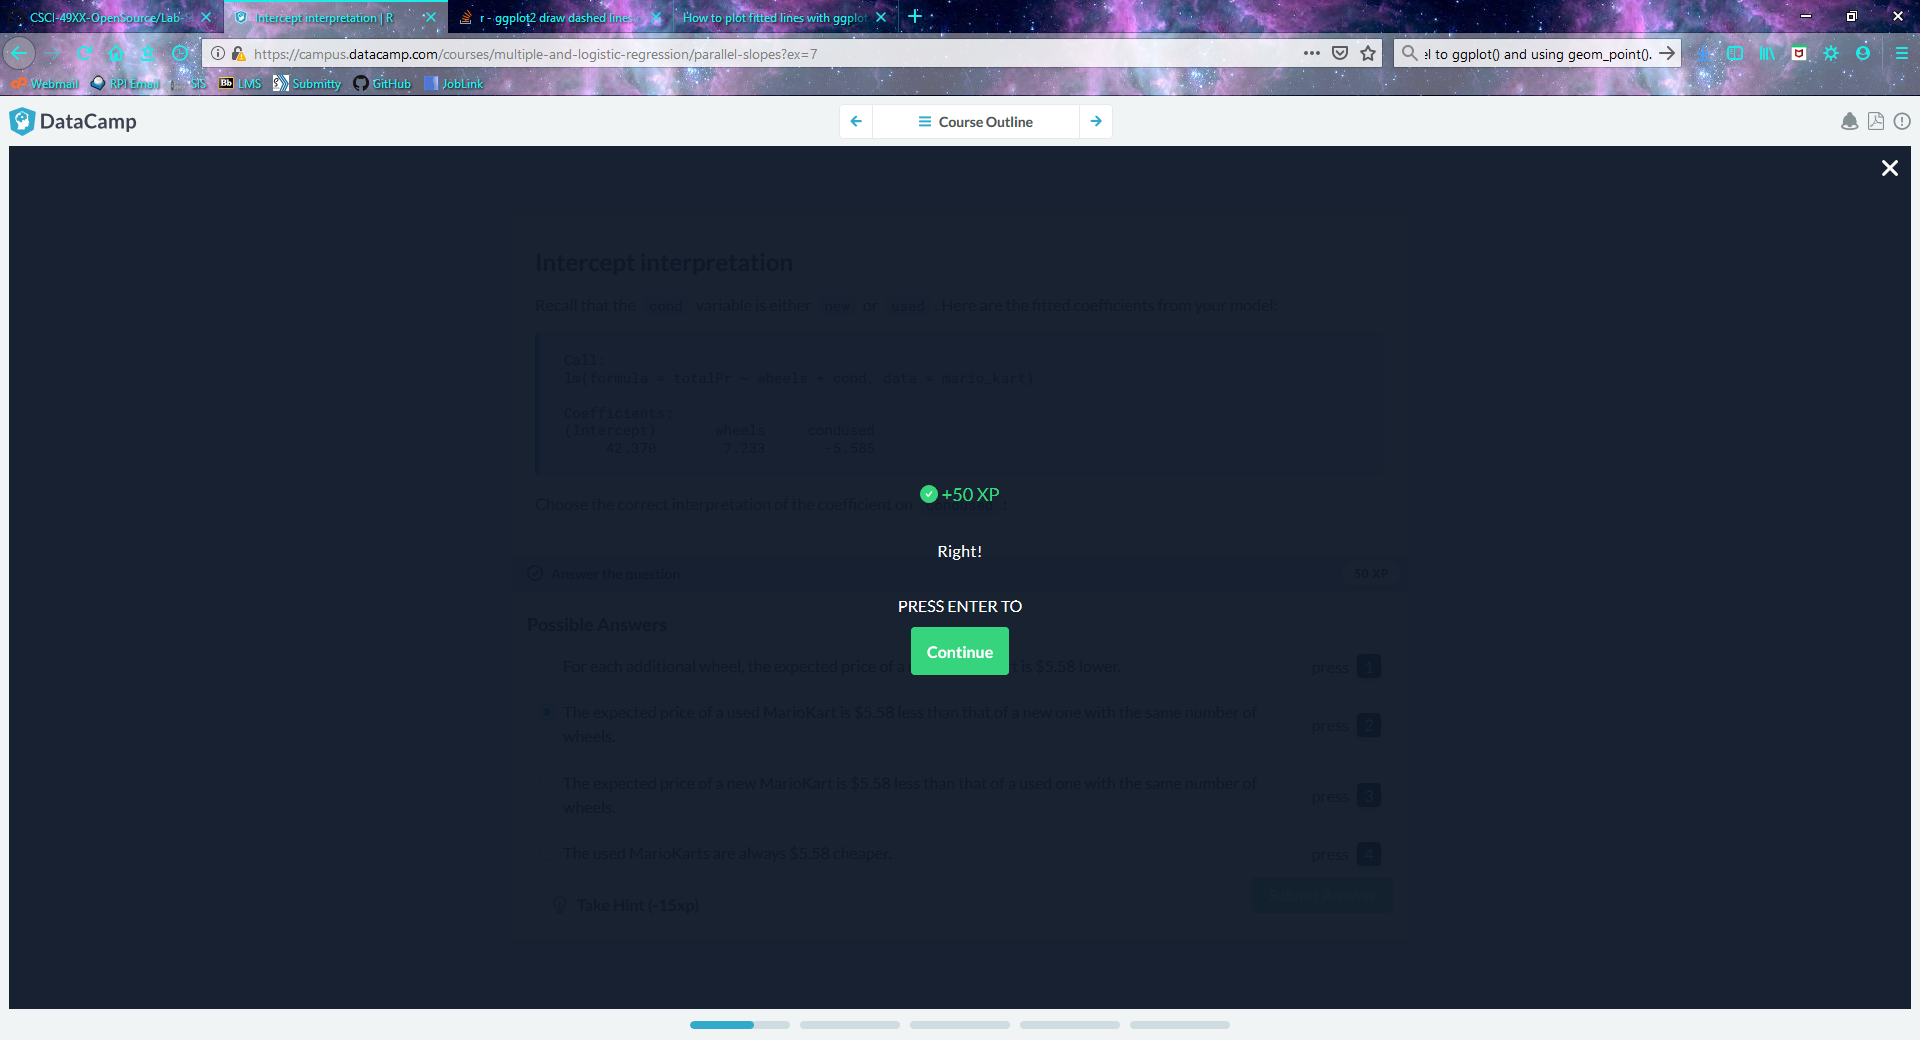 CSCI-49XX-OpenSource/Lab-S
Intercept interpretation | R
r - ggplot2 draw dashed lines
How to plot fitted lines with ggplot
https://campus.datacamp.com/courses/multiple-and-logistic-regression/parallel-slopes?ex=7
el to ggplot() and using geom_point().
Webmail RPI Email SIS Bb LMS Submitty GitHub JobLink
DataCamp
Course Outline
Intercept interpretation
Recall that the cond variable is either new or used . Here are the fitted coefficients from your model:
Call:
lm(formula = totalPr ~ wheels + cond, data = mario_kart)
Coefficients:
(Intercept) wheels condused
42.370 7.233 -5.585
+50 XP
Choose the correct interpretation of the coefficient on condused :
Right!
Answer the question 50 XP
PRESS ENTER TO
Continue
Possible Answers
For each additional wheel, the expected price of a t is $5.58 lower. press 1
The expected price of a used MarioKart is $5.58 less than that of a new one with the same number of
wheels. press 2
The expected price of a new MarioKart is $5.58 less than that of a used one with the same number of
wheels. press 3
The used MarioKarts are always $5.58 cheaper. press 4
Take Hint (-15xp)